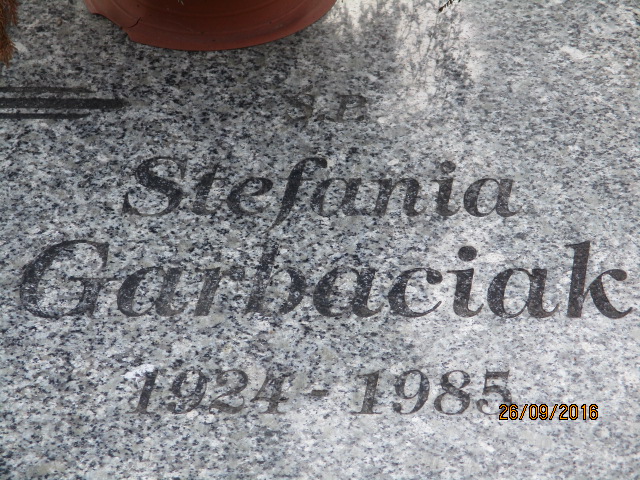 Ś.P.
Stefania
Garbaciak
1924 - 1985
26/09/2016